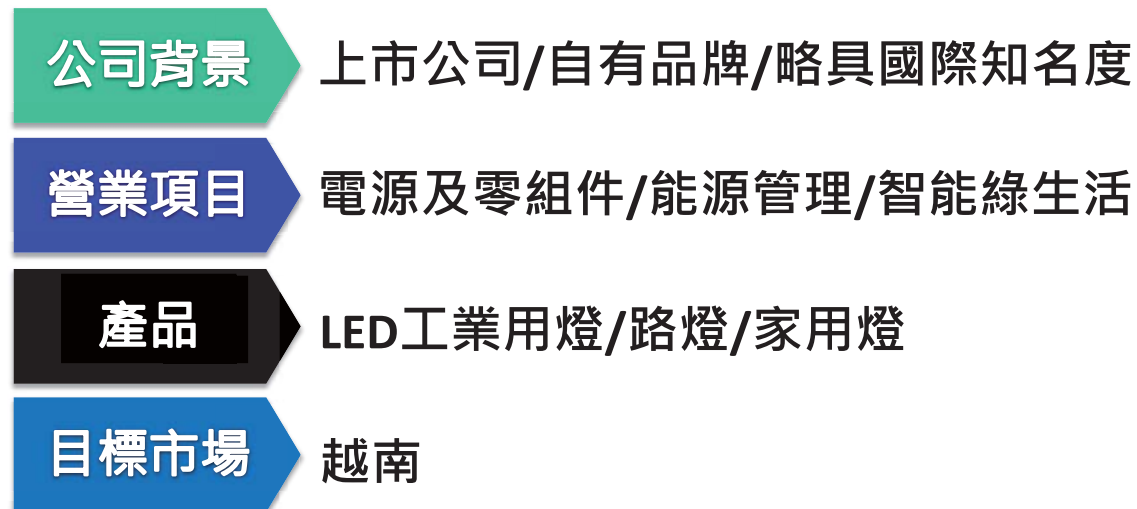 公司背景 上市公司/自有品牌/略具國際知名度
營業項目 電源及零組件/能源管理/智能綠生活
產品 LED工業用燈/路燈/家用燈
目標市場 越南